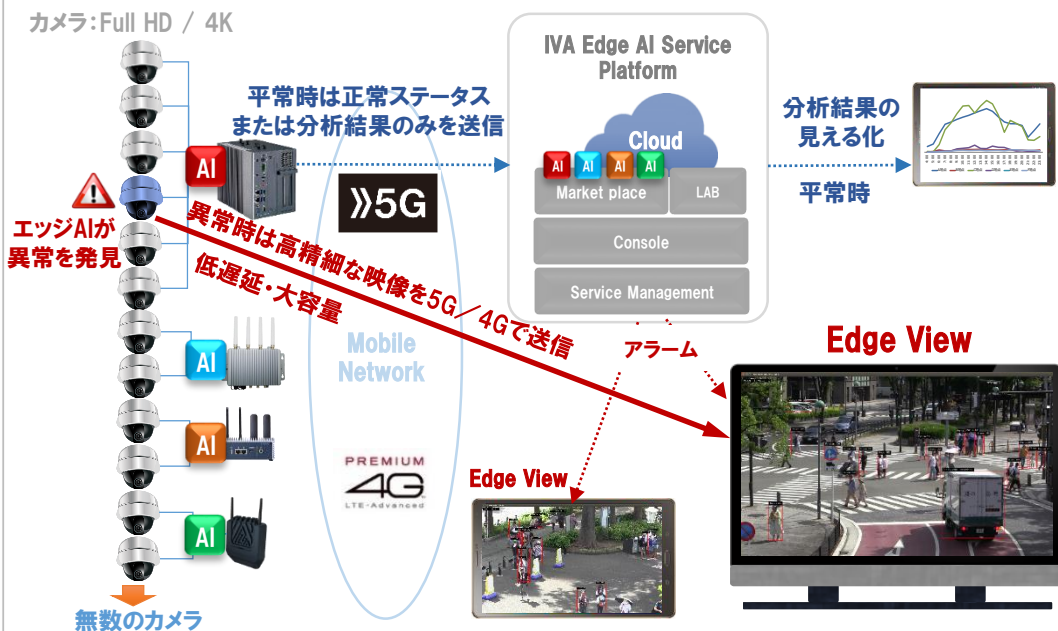 カメラ:Full HD / 4K
IVA Edge AI Service
Platform
平常時は正常ステータス
または分析結果のみを送信
Cloud
分析結果の
見える化
平常時
AI
AI
AI
AI
AI
Market place
LAB
》5G
Console
Service Management
エッジAIが
異常を発見
異常時は高精細な映像を5G/4Gで送信
低遅延・大容量
Mobile
Network
アラーム
Edge View
AI
AI
PREMIUM
4G
LTE-Advanced
Edge View
AI
無数のカメラ